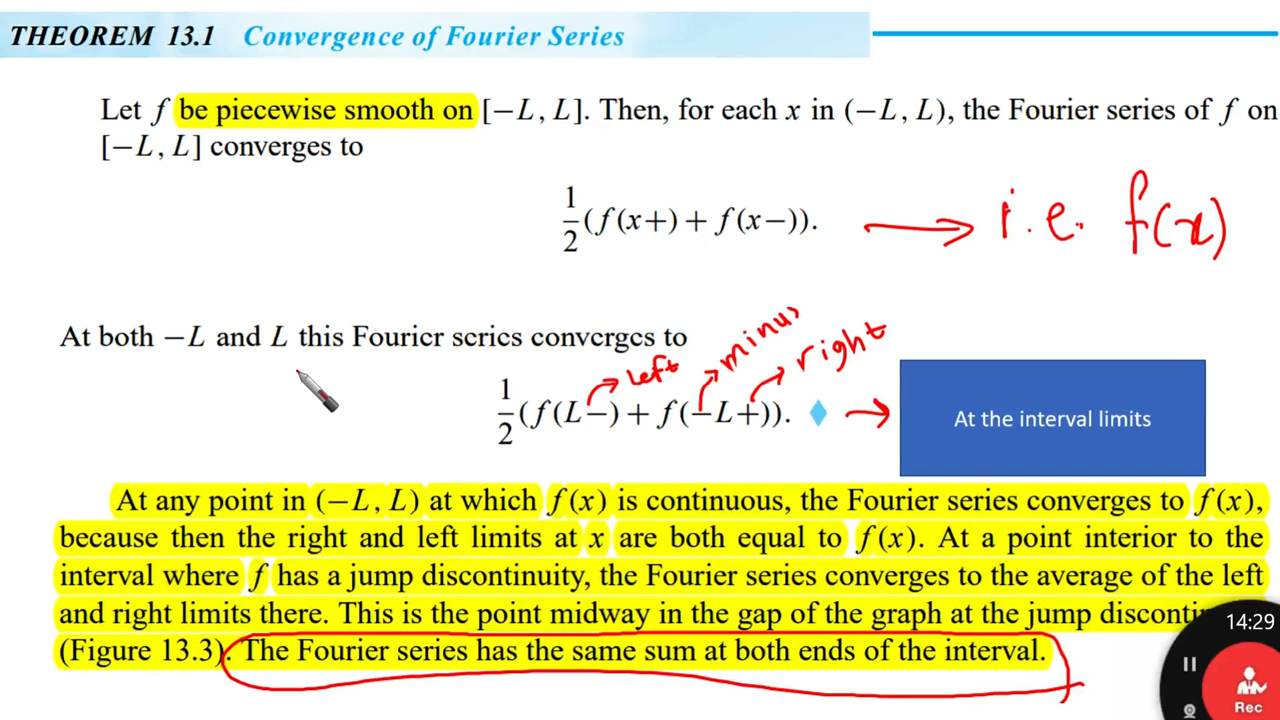 THEOREM 13.1 Convergence of Fourier Series
Let f be piecewise smooth on [−L, L]. Then, for each x in (−L, L), the Fourier series of f on
[−L, L] converges to
1/2 (f(x+) + f(x−)). i.e. f(x)
At both −L and L this Fourier series converges to
left minus right
1/2 (f(L−) + f(−L+)).
At the interval limits
At any point in (−L, L) at which f(x) is continuous, the Fourier series converges to f(x),
because then the right and left limits at x are both equal to f(x). At a point interior to the
interval where f has a jump discontinuity, the Fourier series converges to the average of the left
and right limits there. This is the point midway in the gap of the graph at the jump
(Figure 13.3). The Fourier series has the same sum at both ends of the interval.
14:29
Rec